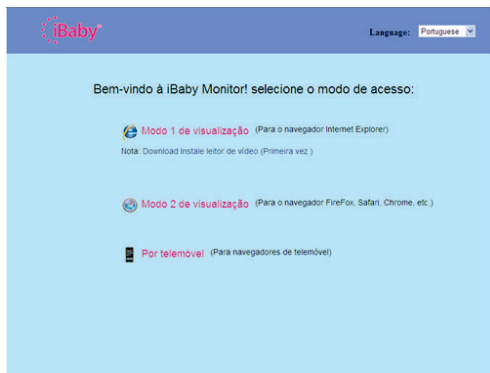 iBaby™
Language: Portuguese
Bem-vindo à iBaby Monitor! selecione o modo de acesso:
Modo 1 de visualização (Para o navegador Internet Explorer)
Nota: Download Instale leitor de vídeo (Primeira vez )
Modo 2 de visualização (Para o navegador FireFox, Safari, Chrome, etc.)
Por telemóvel (Para navegadores de telemóvel)